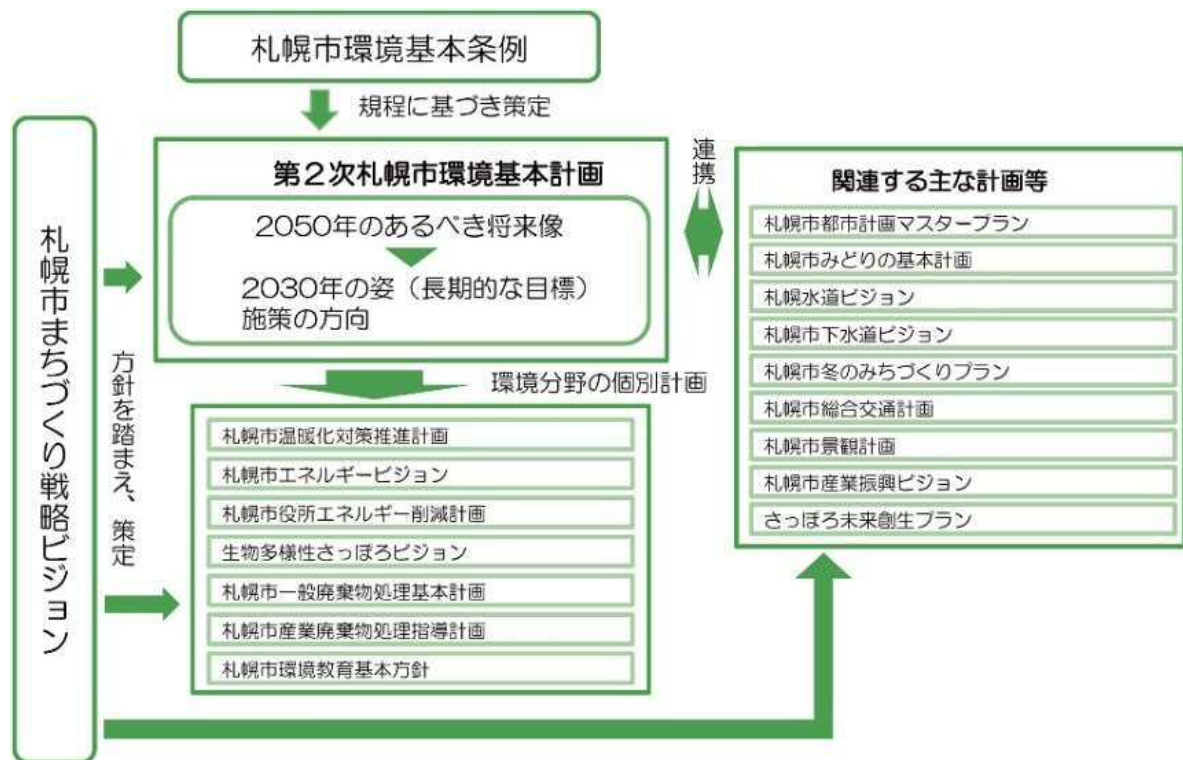 札幌市環境基本条例
規程に基づき策定
札幌市まちづくり戦略ビジョン
方針を踏まえ、策定
第2次札幌市環境基本計画
2050年のあるべき将来像
2030年の姿（長期的な目標）
施策の方向
連携
環境分野の個別計画
札幌市温暖化対策推進計画
札幌市エネルギービジョン
札幌市役所エネルギー削減計画
生物多様性さっぽろビジョン
札幌市一般廃棄物処理基本計画
札幌市産業廃棄物処理指導計画
札幌市環境教育基本方針
関連する主な計画等
札幌市都市計画マスタープラン
札幌市みどりの基本計画
札幌水道ビジョン
札幌市下水道ビジョン
札幌市冬のみちづくりプラン
札幌市総合交通計画
札幌市景観計画
札幌市産業振興ビジョン
さっぽろ未来創生プラン